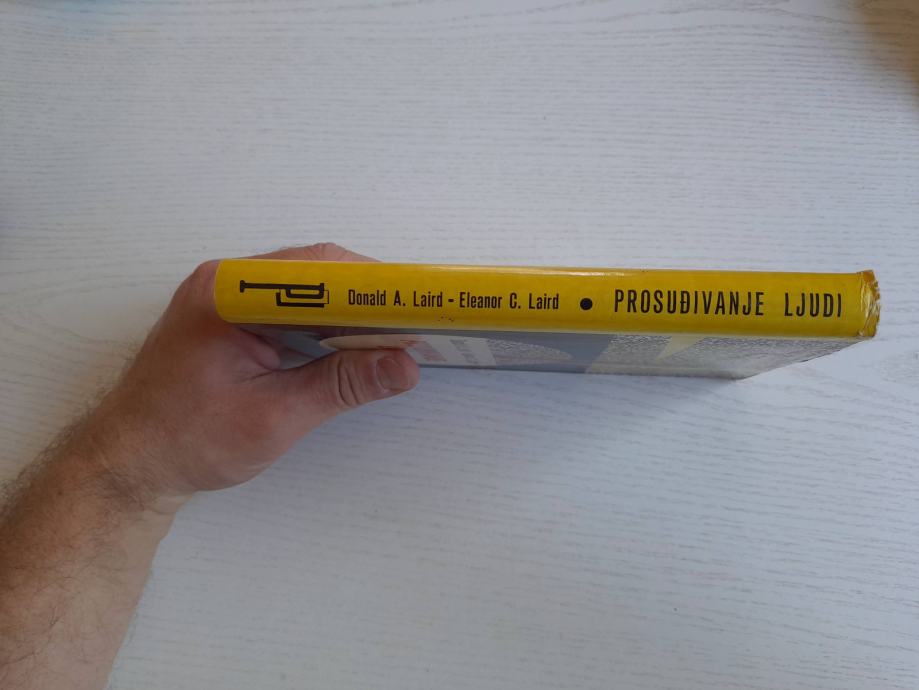 Donald A. Laird - Eleanor C. Laird ● PROSUĐIVANJE LJUDI